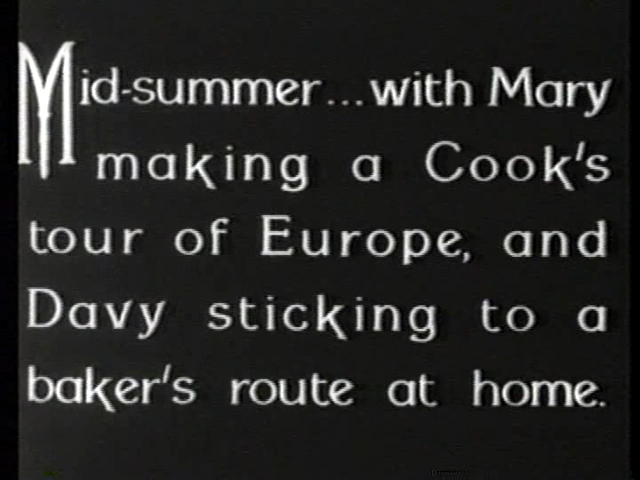 Mid-summer...with Mary
making a Cook's
tour of Europe, and
Davy sticking to a
baker's route at home.